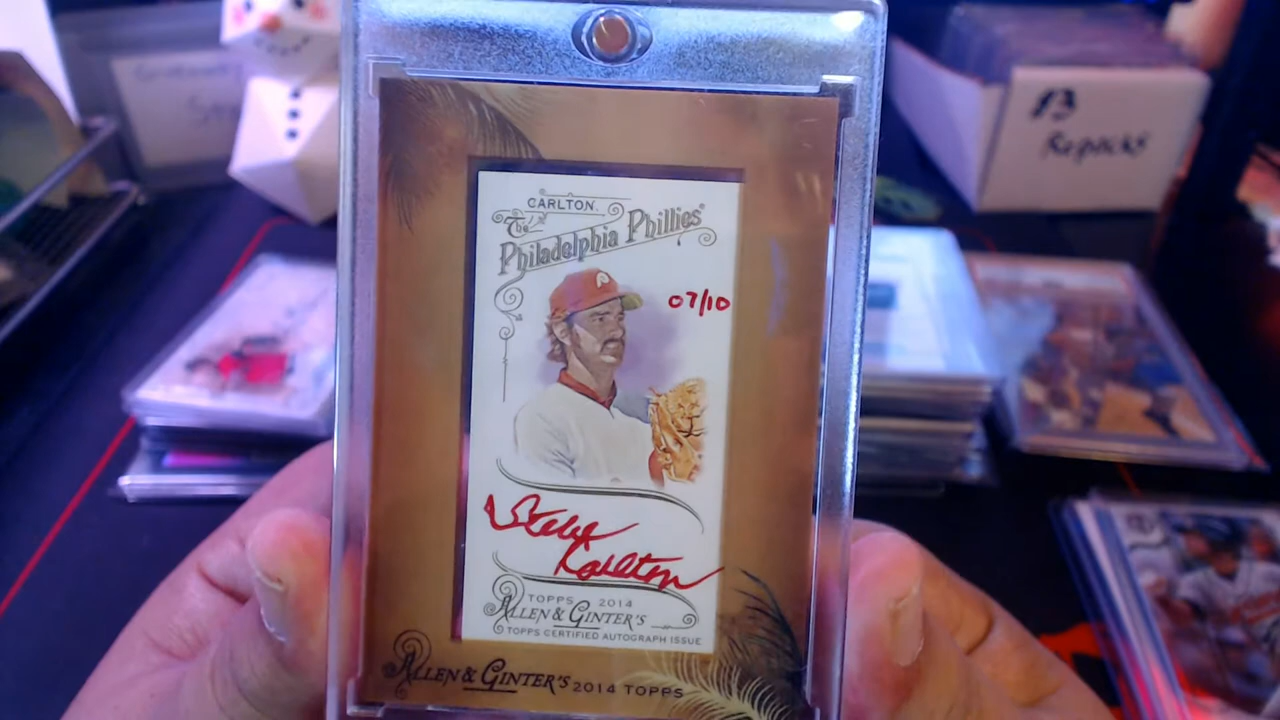 CARLTON.
The
Philadelphia Phillies
07/10
Steve
Carlton
TOPPS 2014
ALLEN & GINTER'S
TOPPS CERTIFIED AUTOGRAPH ISSUE
ALLEN & GINTER'S 2014 TOPPS
Repacks